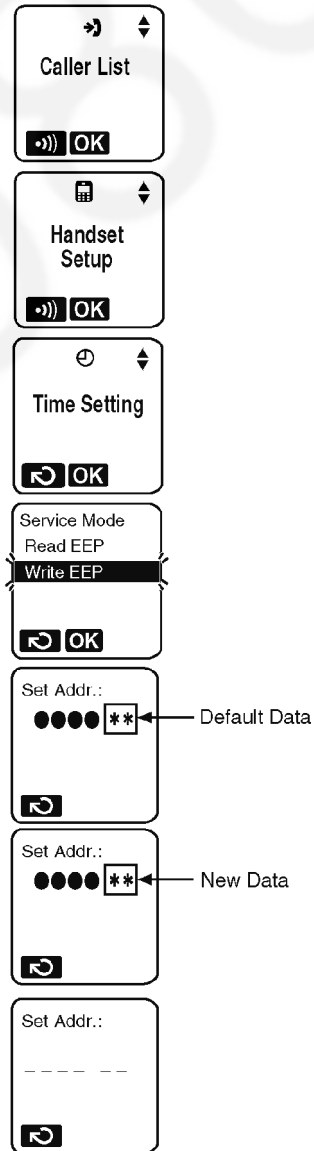 Caller List
OK
Handset
Setup
OK
Time Setting
OK
Service Mode
Read EEP
Write EEP
OK
Set Addr.:
●●●● ** Default Data
Set Addr.:
●●●● ** New Data
Set Addr.:
_ _ _ _ _ _